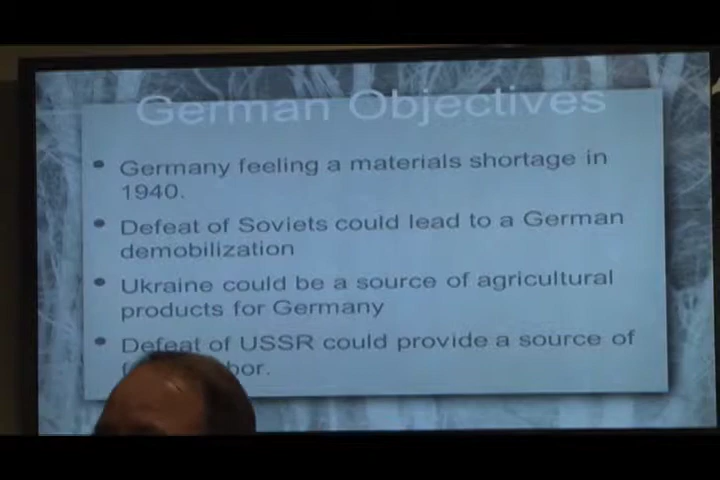 German Objectives
Germany feeling a materials shortage in
1940.
Defeat of Soviets could lead to a German
demobilization
Ukraine could be a source of agricultural
products for Germany
Defeat of USSR could provide a source of